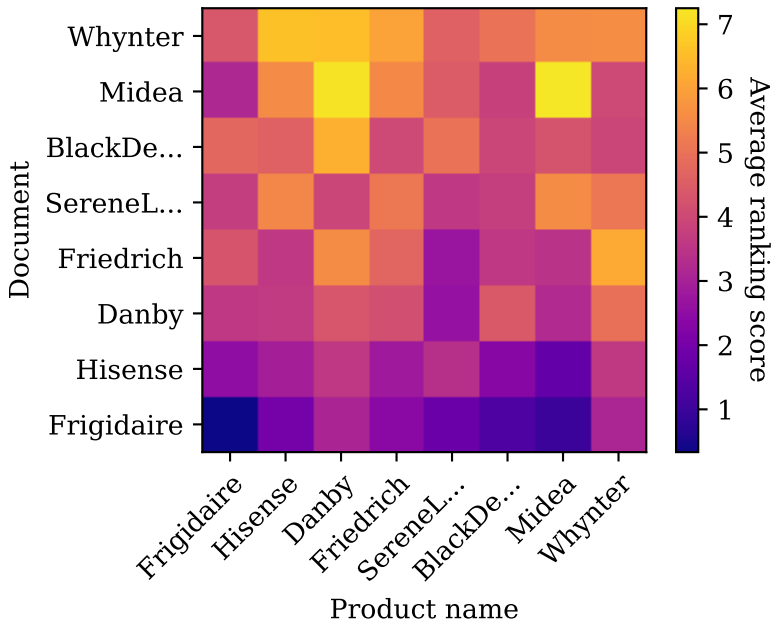 Document
Whynter
Midea
BlackDe...
SereneL...
Friedrich
Danby
Hisense
Frigidaire
Frigidaire
Hisense
Danby
Friedrich
SereneL...
BlackDe...
Midea
Whynter
Product name
7
6
5
4
3
2
1
Average ranking score